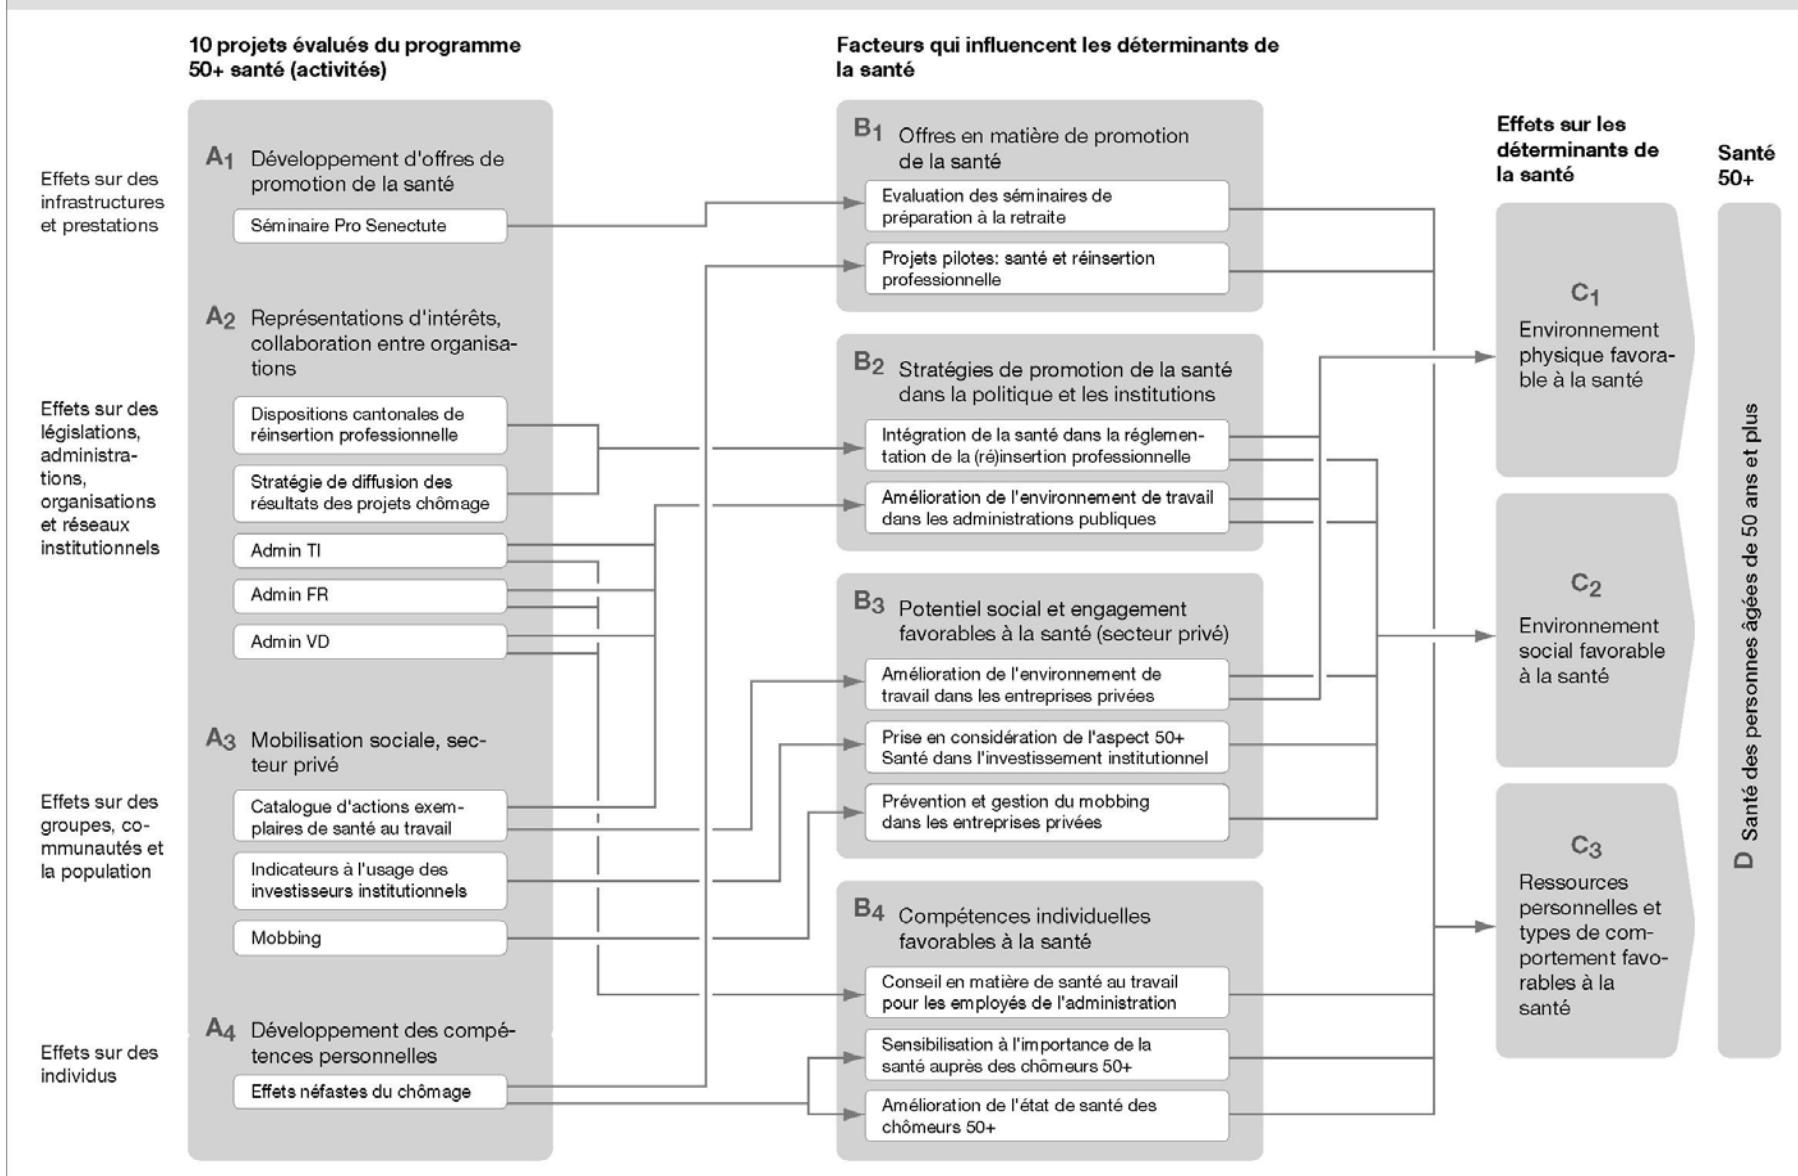 10 projets évalués du programme
50+ santé (activités)
Facteurs qui influencent les déterminants de
la santé
Effets sur les
déterminants de
la santé
Santé
50+
Effets sur des
infrastructures
et prestations
Effets sur des
législations,
administra-
tions,
organisations
et réseaux
institutionnels
Effets sur des
groupes, co-
mmunautés et
la population
Effets sur des
individus
A1 Développement d'offres de
promotion de la santé
Séminaire Pro Senectute
A2 Représentations d'intérêts,
collaboration entre organisa-
tions
Dispositions cantonales de
réinsertion professionnelle
Stratégie de diffusion des
résultats des projets chômage
Admin TI
Admin FR
Admin VD
A3 Mobilisation sociale, sec-
teur privé
Catalogue d'actions exem-
plaires de santé au travail
Indicateurs à l'usage des
investisseurs institutionnels
Mobbing
A4 Développement des compé-
tences personnelles
Effets néfastes du chômage
B1 Offres en matière de promotion
de la santé
Evaluation des séminaires de
préparation à la retraite
Projets pilotes: santé et réinsertion
professionnelle
B2 Stratégies de promotion de la santé
dans la politique et les institutions
Intégration de la santé dans la réglemen-
tation de la (ré)insertion professionnelle
Amélioration de l'environnement de travail
dans les administrations publiques
B3 Potentiel social et engagement
favorables à la santé (secteur privé)
Amélioration de l'environnement de
travail dans les entreprises privées
Prise en considération de l'aspect 50+
Santé dans l'investissement institutionnel
Prévention et gestion du mobbing
dans les entreprises privées
B4 Compétences individuelles
favorables à la santé
Conseil en matière de santé au travail
pour les employés de l'administration
Sensibilisation à l'importance de la
santé auprès des chômeurs 50+
Amélioration de l'état de santé des
chômeurs 50+
C1
Environnement
physique favora-
ble à la santé
C2
Environnement
social favorable
à la santé
C3
Ressources
personnelles et
types de com-
portement favo-
rables à la
santé
D Santé des personnes âgées de 50 ans et plus